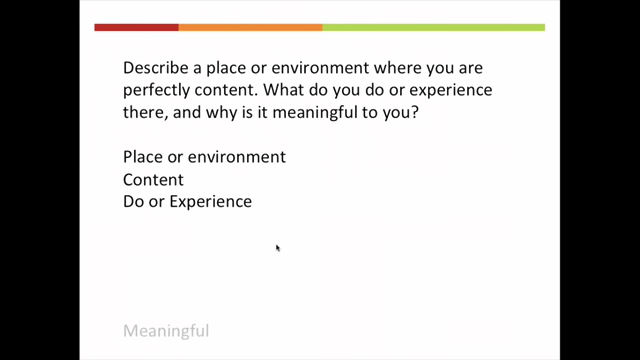 Describe a place or environment where you are
perfectly content. What do you do or experience
there, and why is it meaningful to you?
Place or environment
Content
Do or Experience
Meaningful